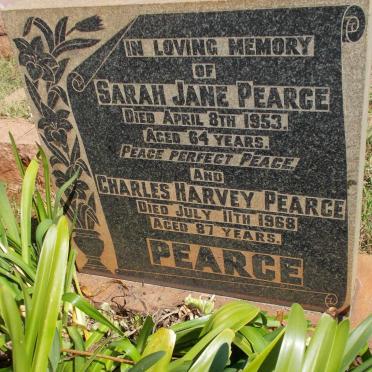 IN LOVING MEMORY
OF
SARAH JANE PEARCE
DIED APRIL 8TH 1953.
AGED 64 YEARS.
PEACE PERFECT PEACE.
AND
CHARLES HARVEY PEARCE
DIED JULY 11TH 1968
AGED 87 YEARS.
PEARCE